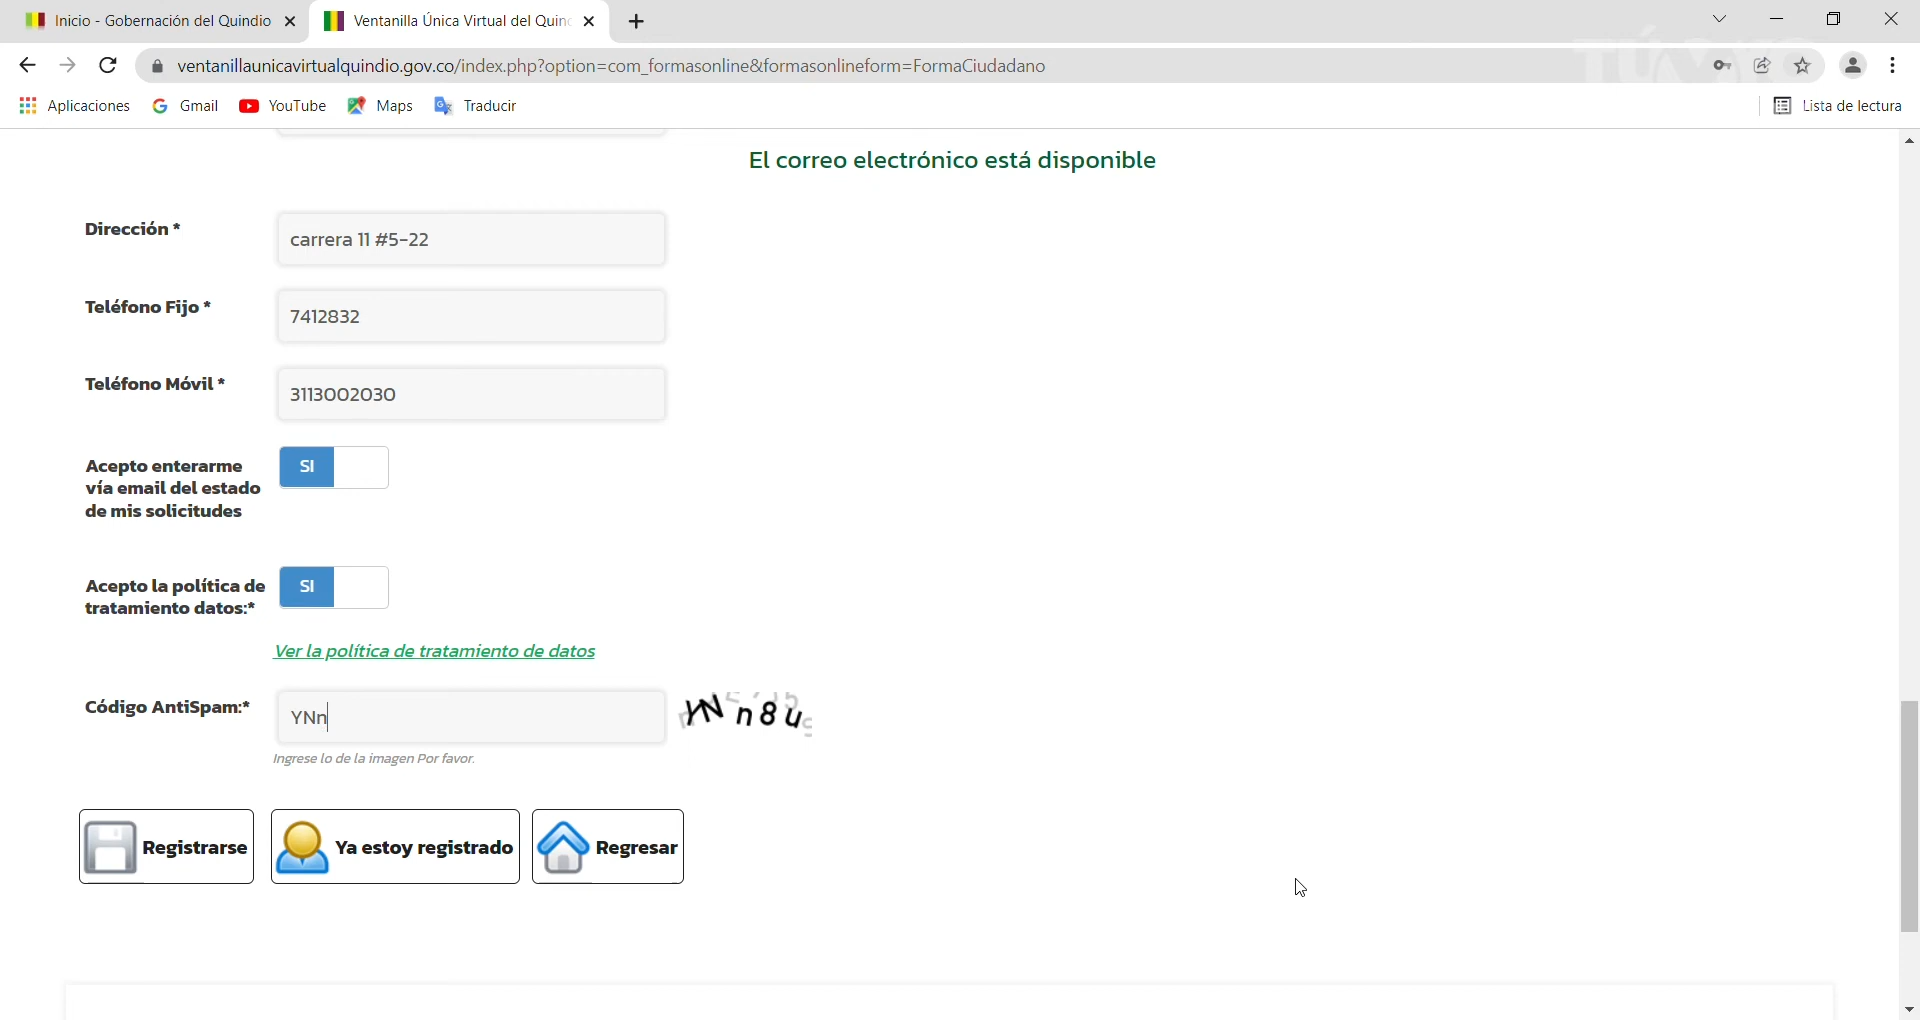 Inicio - Gobernación del Quindio
Ventanilla Única Virtual del Quin
ventanillaunicavirtualquindio.gov.co/index.php?option=com_formasonline&formasonlineform=FormaCiudadano
Aplicaciones
Gmail
YouTube
Maps
Traducir
Lista de lectura
El correo electrónico está disponible
Dirección *
carrera 11 #5-22
Teléfono Fijo *
7412832
Teléfono Móvil *
3113002030
Acepto enterarme
vía email del estado
de mis solicitudes
SI
Acepto la política de
tratamiento datos:*
SI
Ver la política de tratamiento de datos
Código AntiSpam:*
YNn
YNn8u
Ingrese lo de la imagen Por favor.
Registrarse
Ya estoy registrado
Regresar